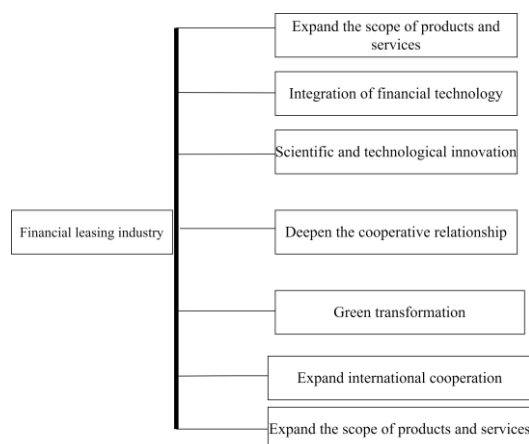 Expand the scope of products and
services
Integration of financial technology
Scientific and technological innovation
Financial leasing industry
Deepen the cooperative relationship
Green transformation
Expand international cooperation
Expand the scope of products and services